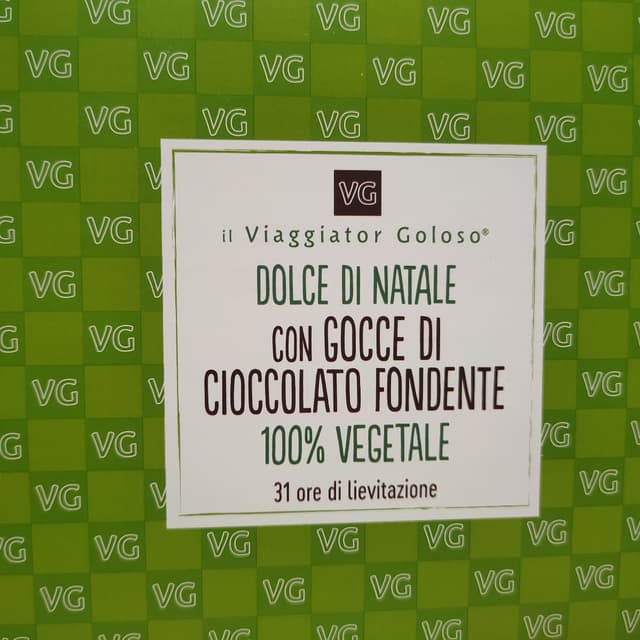 VG
il Viaggiator Goloso®
DOLCE DI NATALE
CON GOCCE DI
CIOCCOLATO FONDENTE
100% VEGETALE
31 ore di lievitazione